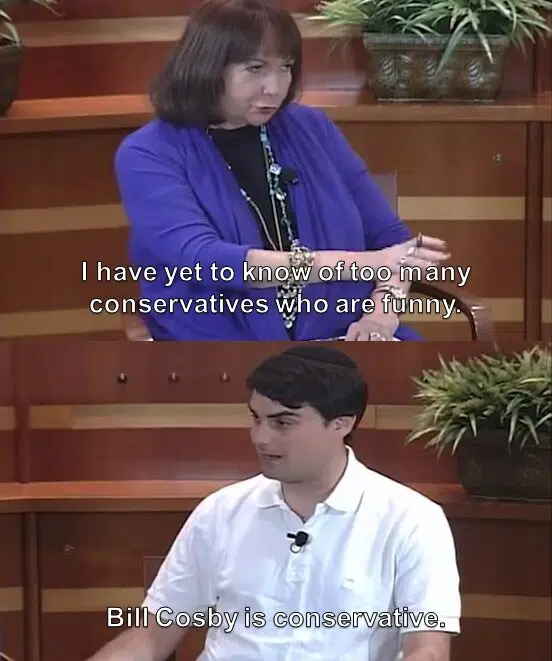 I have yet to know of too many
conservatives who are funny.
Bill Cosby is conservative.